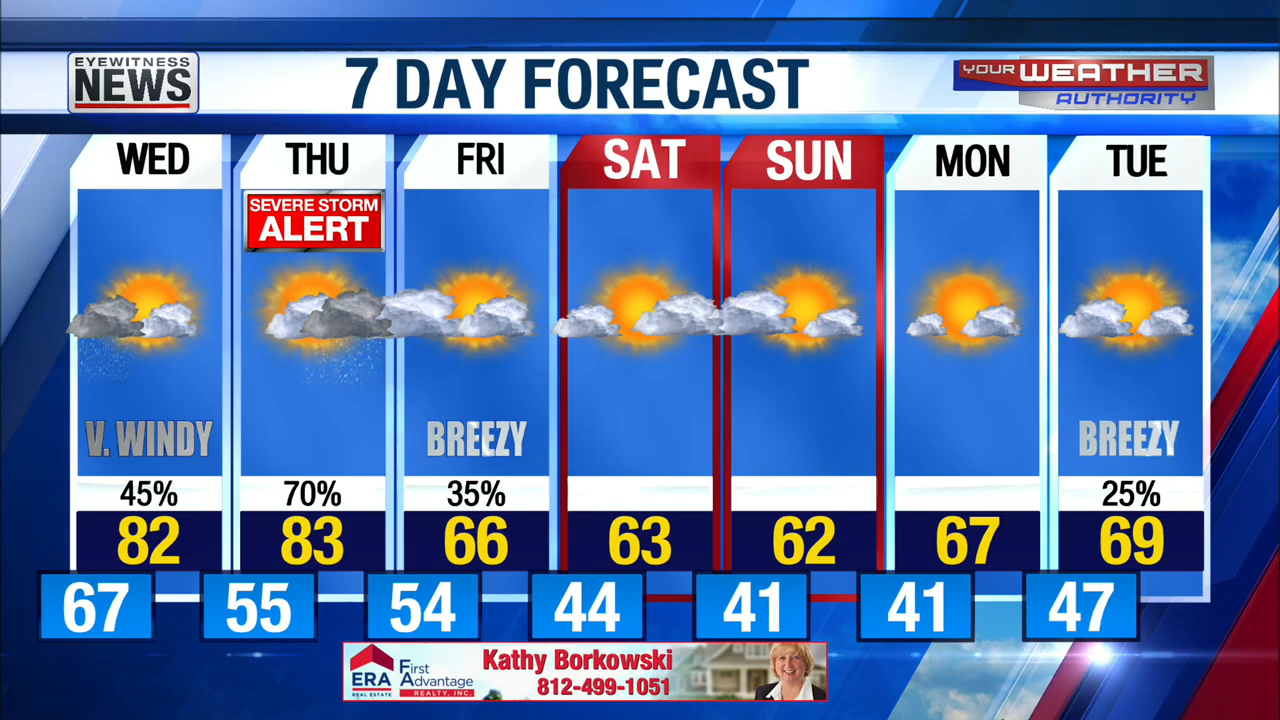 EYEWITNESS
NEWS
7 DAY FORECAST
YOUR WEATHER
AUTHORITY
WED THU FRI SAT SUN MON TUE
SEVERE STORM
ALERT
V. WINDY BREEZY BREEZY
45% 70% 35% 25%
82 83 66 63 62 67 69
67 55 54 44 41 41 47
ERA
REAL ESTATE
First
Advantage
REALTY, INC.
Kathy Borkowski
812-499-1051